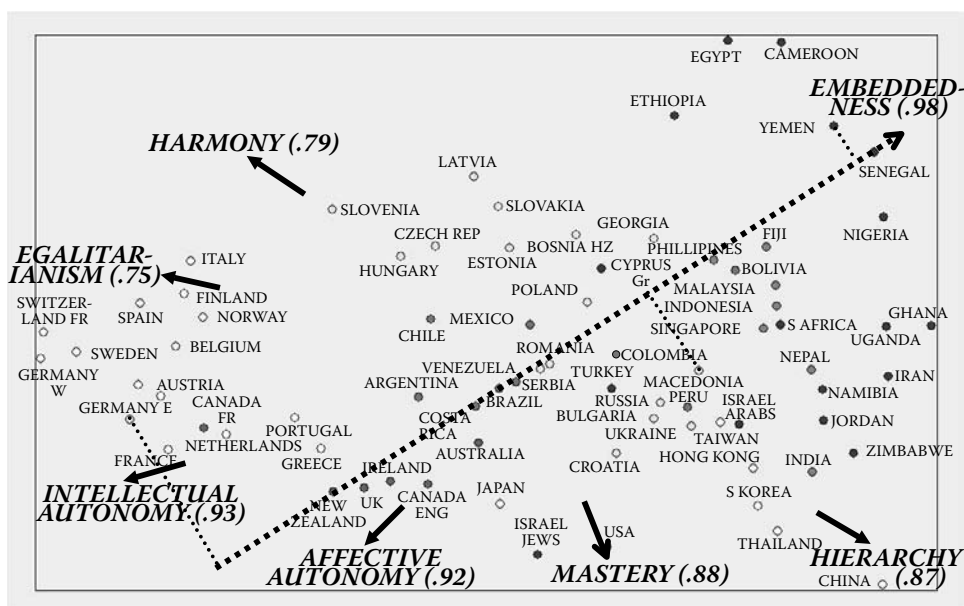 EGYPT
CAMEROON
EMBEDDED-
NESS (.98)
ETHIOPIA
YEMEN
HARMONY (.79)
LATVIA
SENEGAL
SLOVENIA
SLOVAKIA
GEORGIA
NIGERIA
CZECH REP
BOSNIA HZ
PHILLIPINES
FIJI
EGALITAR-
IANISM (.75)
ITALY
HUNGARY
ESTONIA
CYPRUS
Gr
BOLIVIA
MALAYSIA
FINLAND
POLAND
INDONESIA
SWITZER-
LAND FR
SPAIN
NORWAY
CHILE
MEXICO
SINGAPORE
S AFRICA
GHANA
UGANDA
SWEDEN
BELGIUM
ROMANIA
COLOMBIA
NEPAL
GERMANY
W
VENEZUELA
TURKEY
MACEDONIA
IRAN
AUSTRIA
ARGENTINA
SERBIA
BRAZIL
RUSSIA
PERU
ISRAEL
ARABS
NAMIBIA
GERMANY E
CANADA
FR
COSTA
RICA
BULGARIA
UKRAINE
TAIWAN
JORDAN
NETHERLANDS
PORTUGAL
GREECE
AUSTRALIA
CROATIA
HONG KONG
ZIMBABWE
FRANCE
IRELAND
INDIA
INTELLECTUAL
AUTONOMY (.93)
NEW
ZEALAND
UK
CANADA
ENG
JAPAN
S KOREA
ISRAEL
JEWS
USA
THAILAND
AFFECTIVE
AUTONOMY (.92)
MASTERY (.88)
HIERARCHY
(.87)
CHINA